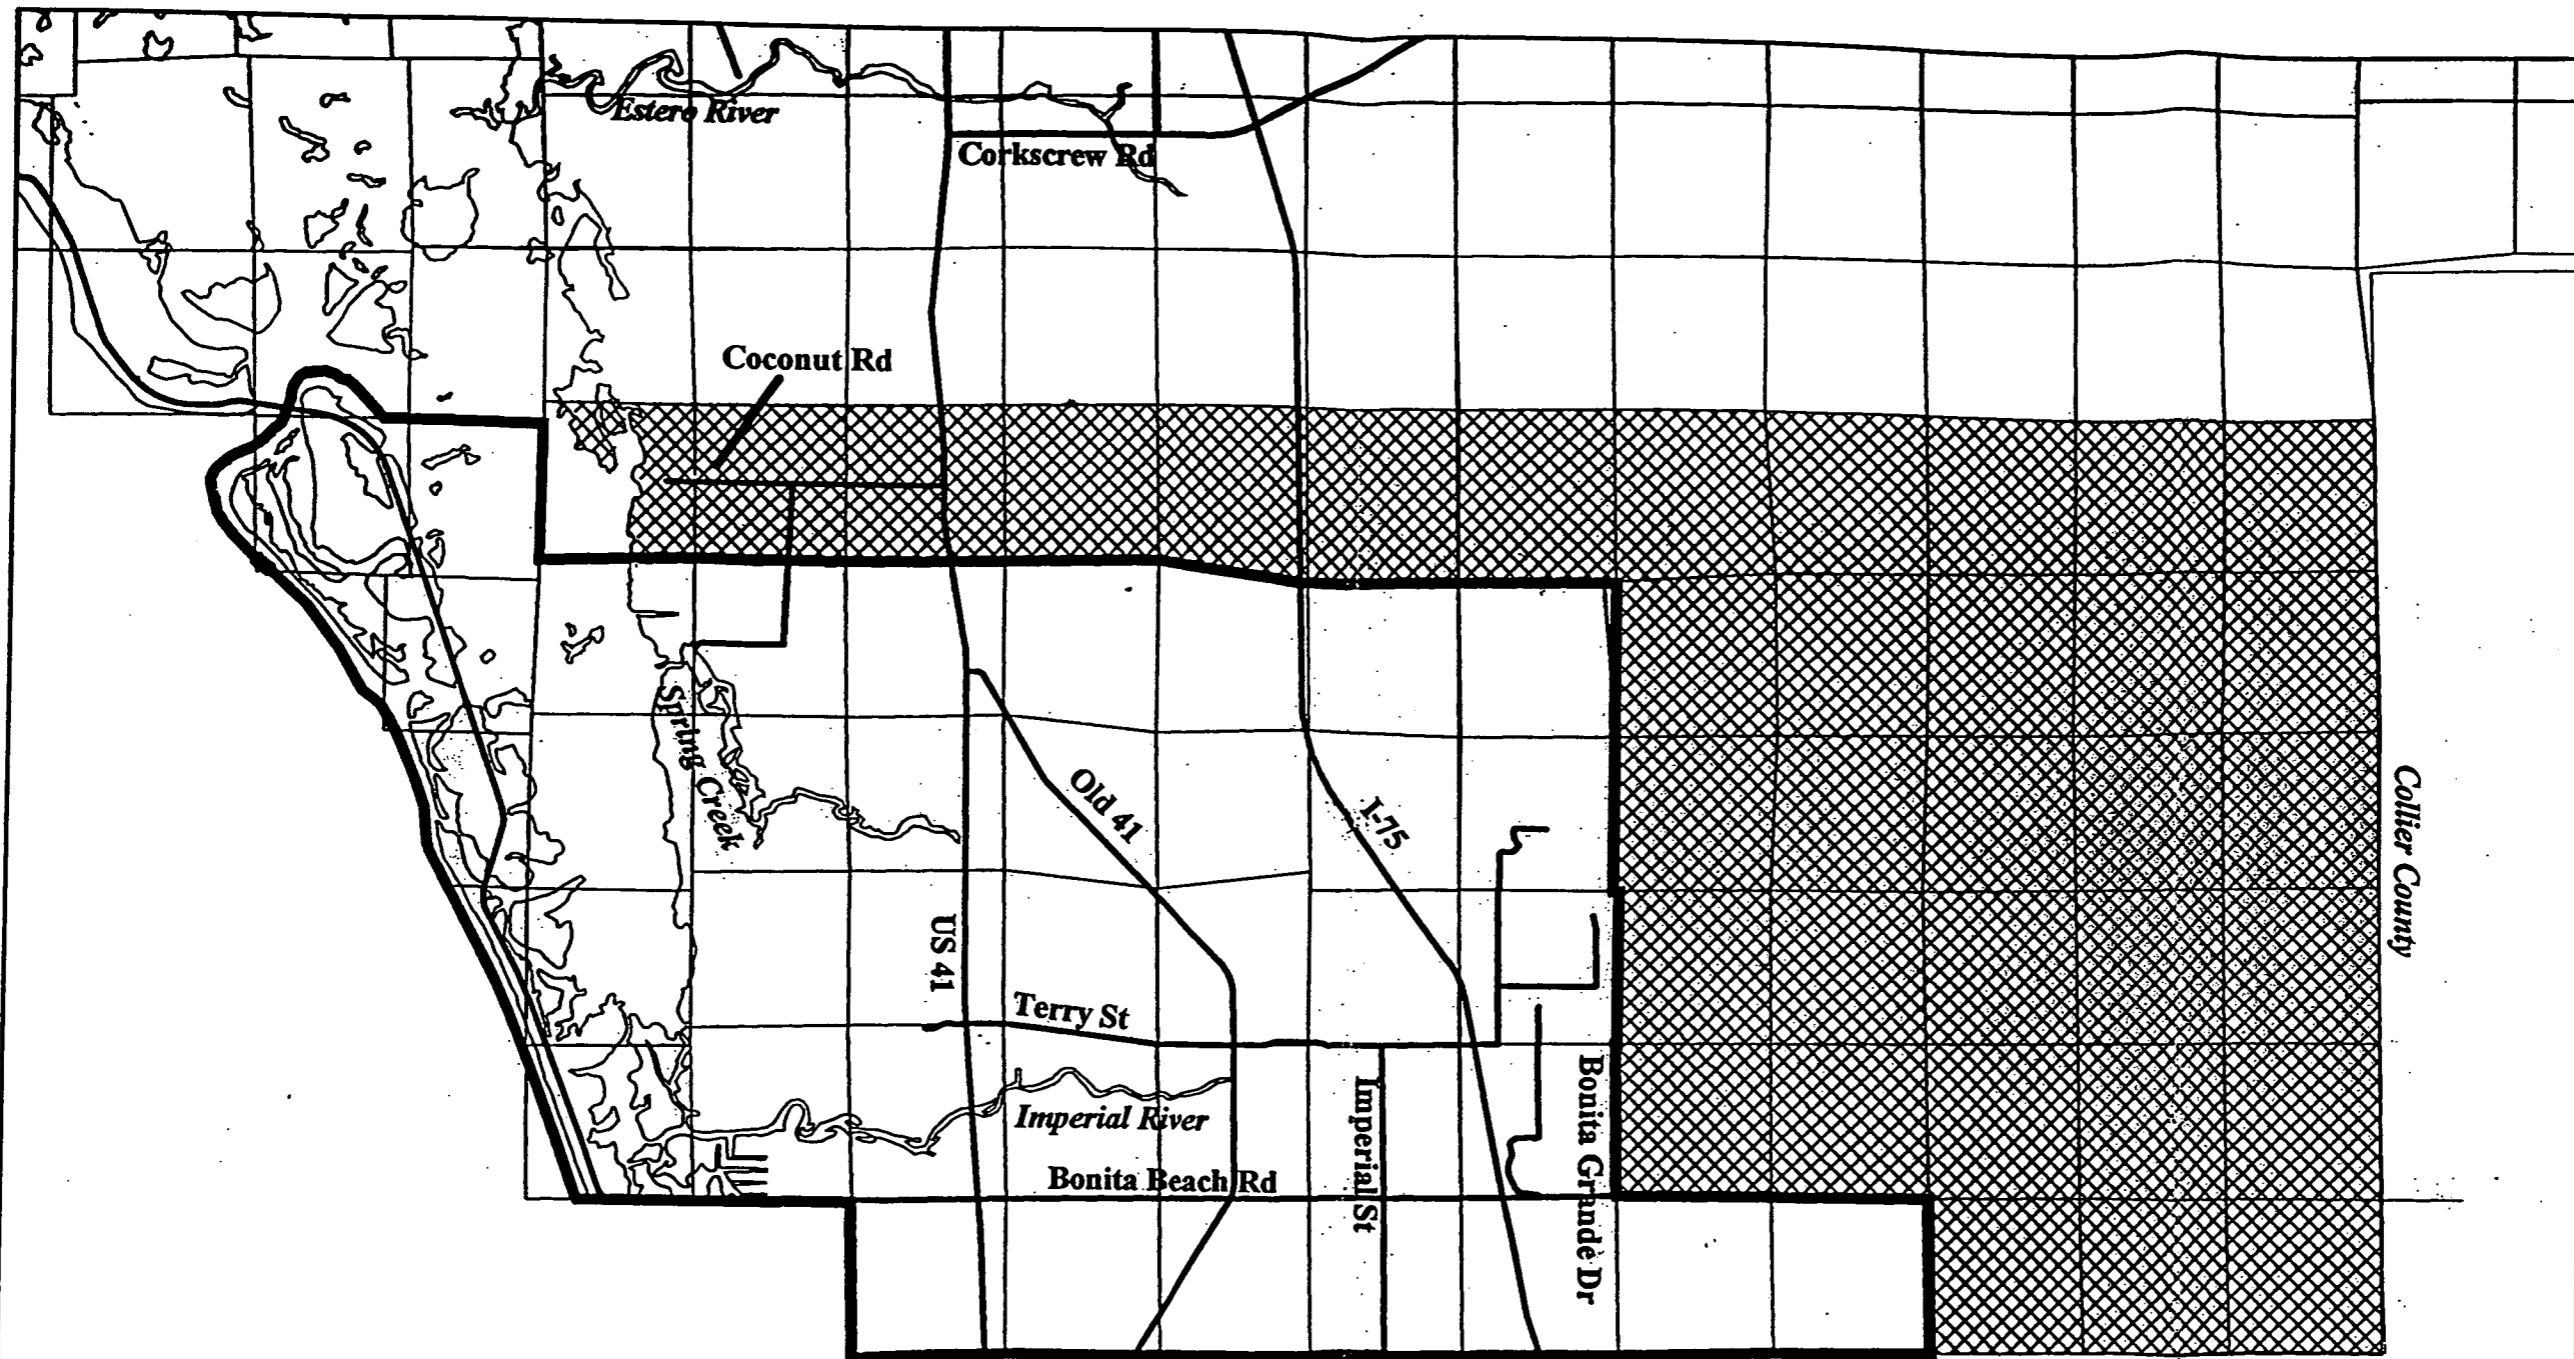 Estero River
Corkscrew Rd
Coconut Rd
Spring Creek
Old 41
I-75
Collier County
US 41
Terry St
Imperial River
Imperial St
Bonita Grande Dr
Bonita Beach Rd